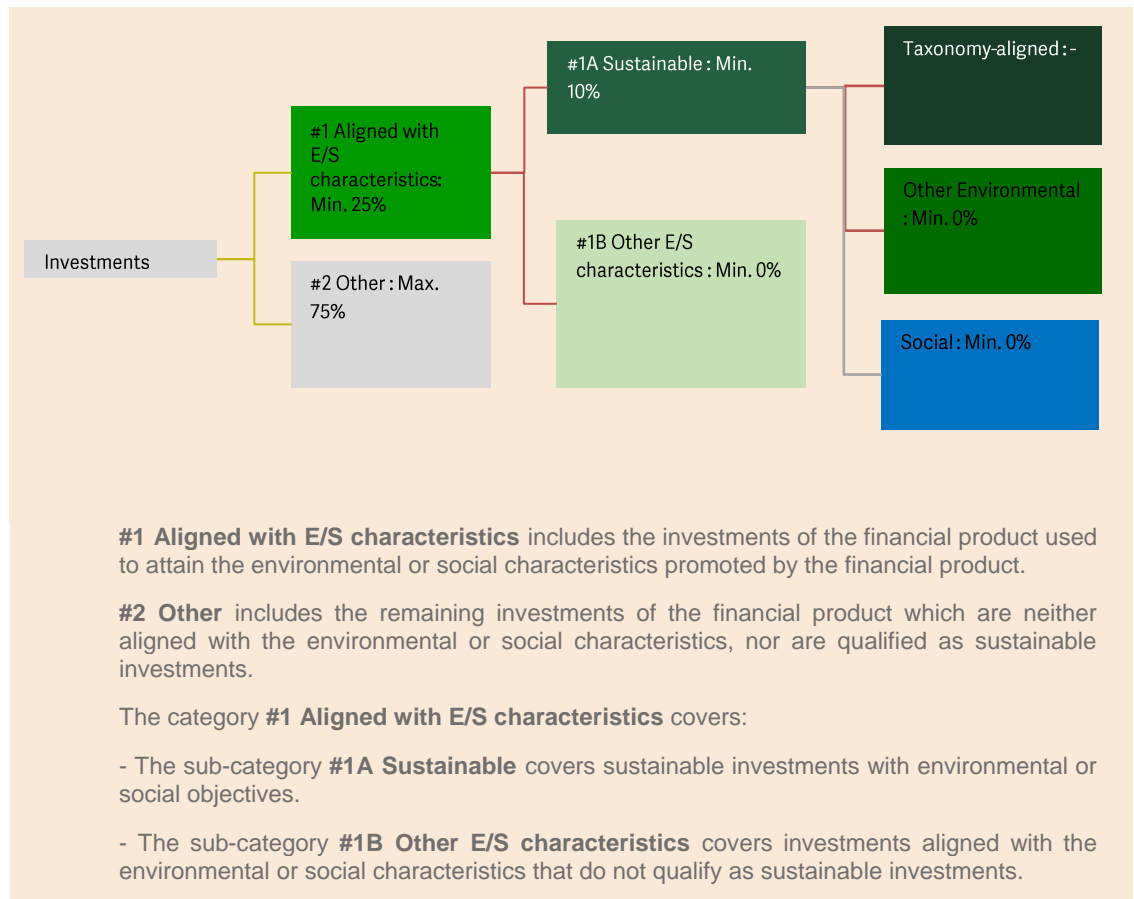 Investments
#1 Aligned with
E/S
characteristics:
Min. 25%
#2 Other : Max.
75%
#1A Sustainable : Min.
10%
#1B Other E/S
characteristics : Min. 0%
Taxonomy-aligned : -
Other Environmental
: Min. 0%
Social : Min. 0%
#1 Aligned with E/S characteristics includes the investments of the financial product used
to attain the environmental or social characteristics promoted by the financial product.
#2 Other includes the remaining investments of the financial product which are neither
aligned with the environmental or social characteristics, nor are qualified as sustainable
investments.
The category #1 Aligned with E/S characteristics covers:
- The sub-category #1A Sustainable covers sustainable investments with environmental or
social objectives.
- The sub-category #1B Other E/S characteristics covers investments aligned with the
environmental or social characteristics that do not qualify as sustainable investments.